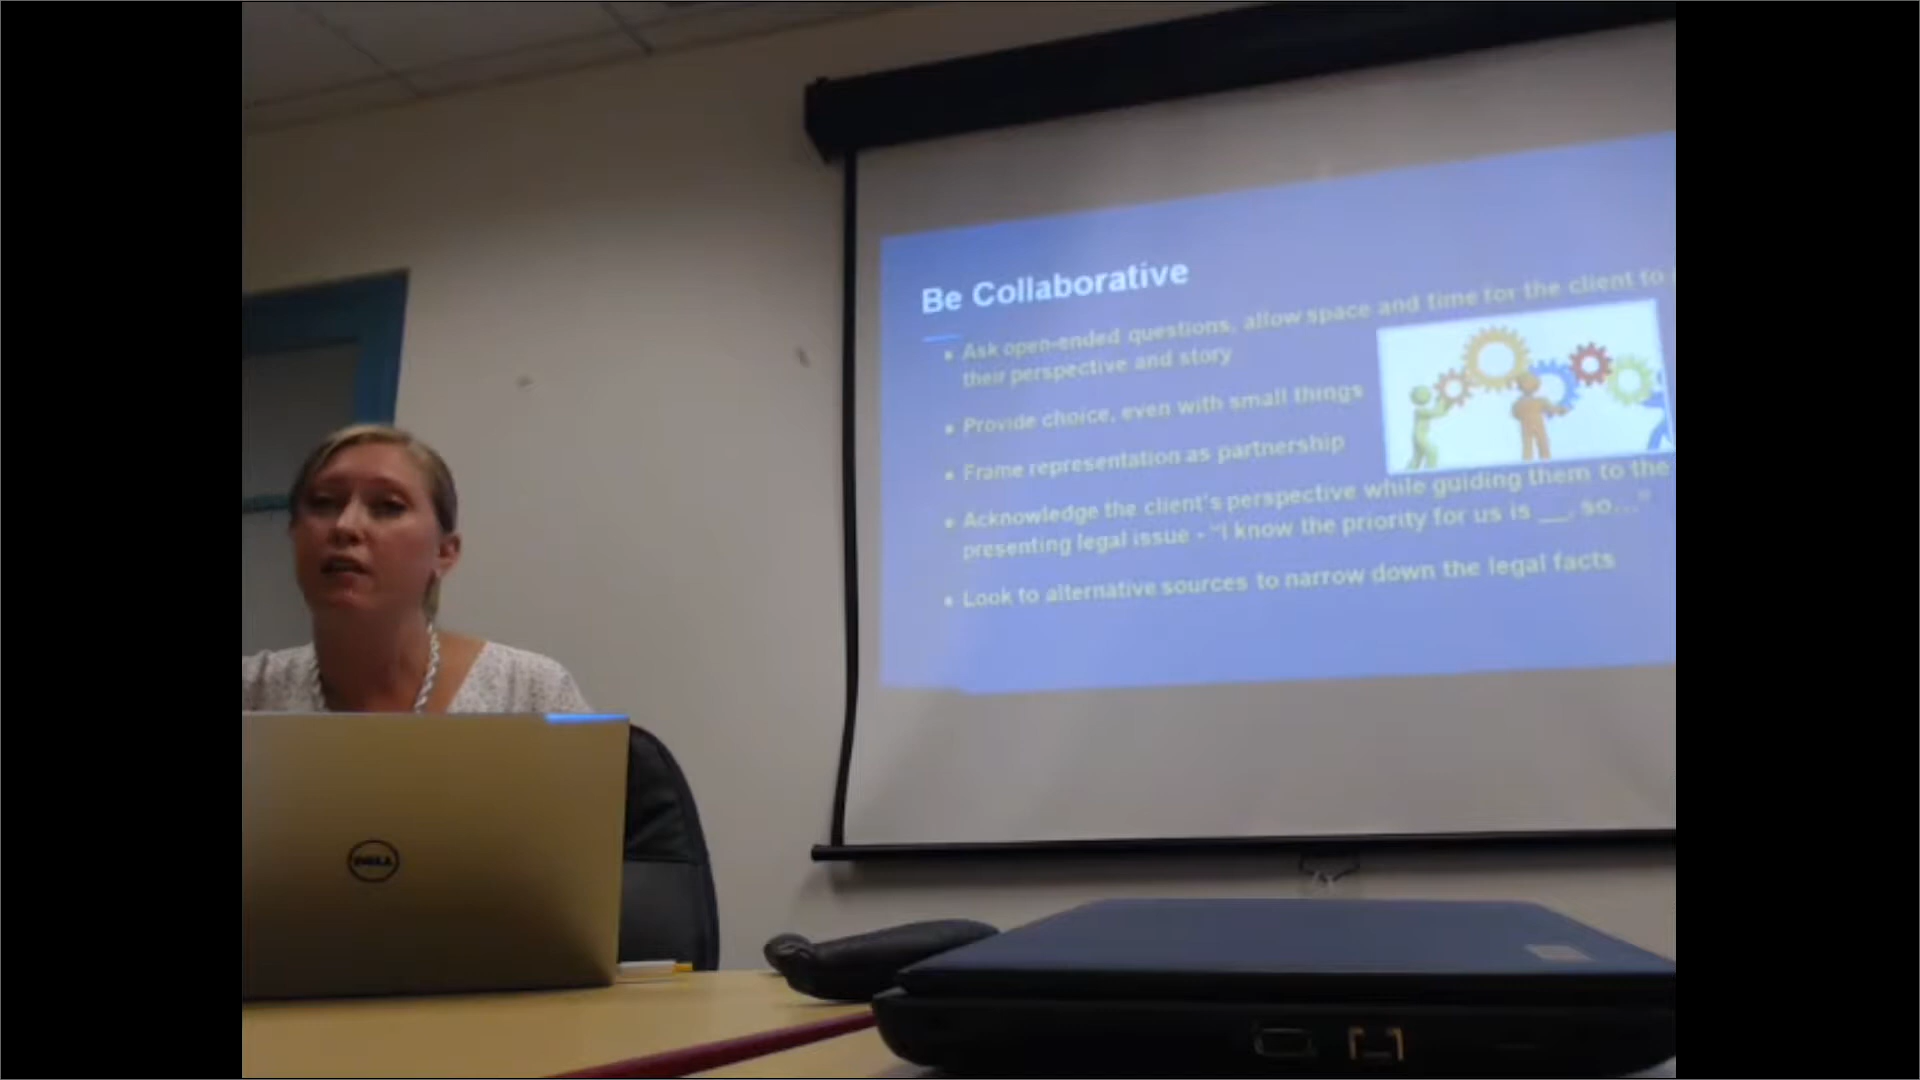 Be Collaborative
• Ask open-ended questions, allow space and time for the client to
their perspective and story
• Provide choice, even with small things
• Frame representation as partnership
• Acknowledge the client's perspective while guiding them to the
presenting legal issue - “I know the priority for us is __, so...”
• Look to alternative sources to narrow down the legal facts
DELL